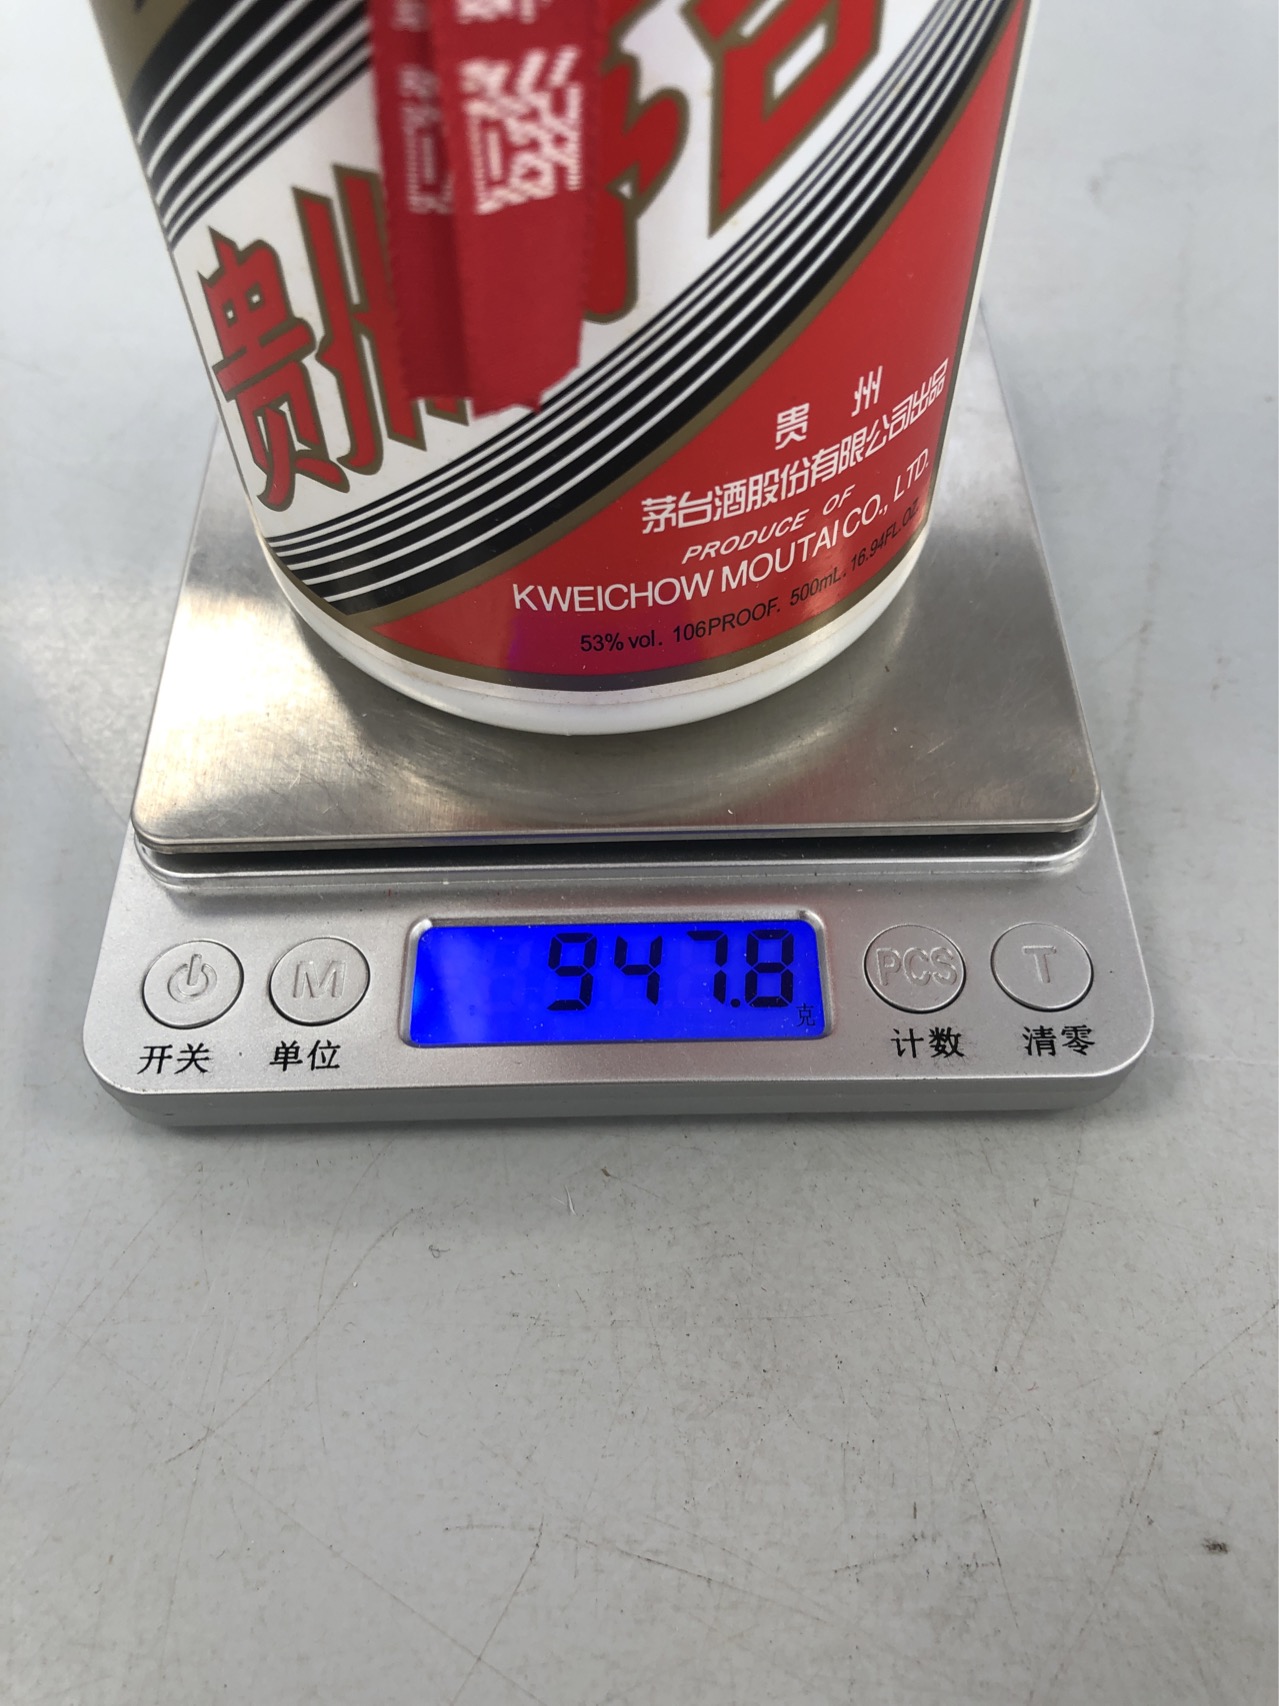 贵州茅台
贵州
茅台酒股份有限公司出品
PRODUCE OF
KWEICHOW MOUTAI CO., LTD.
53% vol. 106PROOF. 500mL. 16.94FL.OZ
947.8
克
M
PCS
T
开关
单位
计数
清零